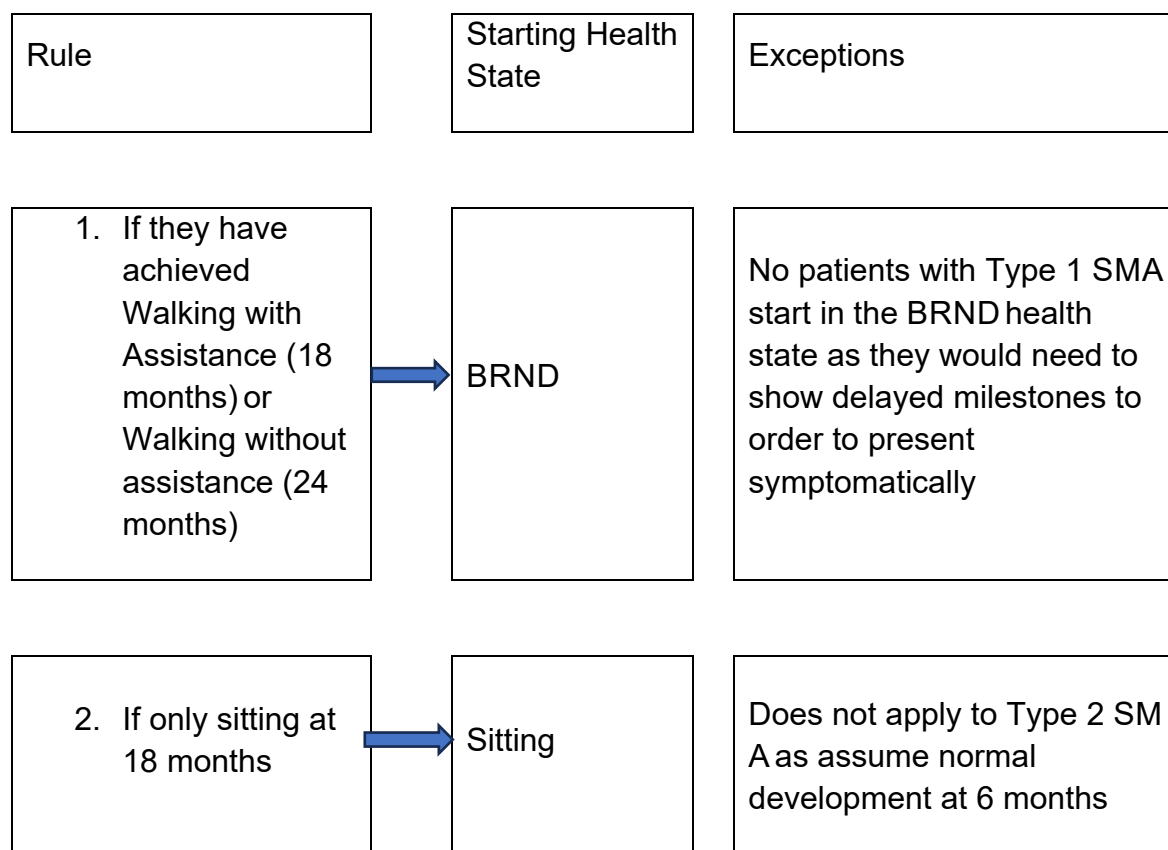 Rule
Starting Health
State
Exceptions
1. If they have
achieved
Walking with
Assistance (18
months) or
Walking without
assistance (24
months)
BRND
No patients with Type 1 SMA
start in the BRND health
state as they would need to
show delayed milestones to
order to present
symptomatically
2. If only sitting at
18 months
Sitting
Does not apply to Type 2 SM
A as assume normal
development at 6 months